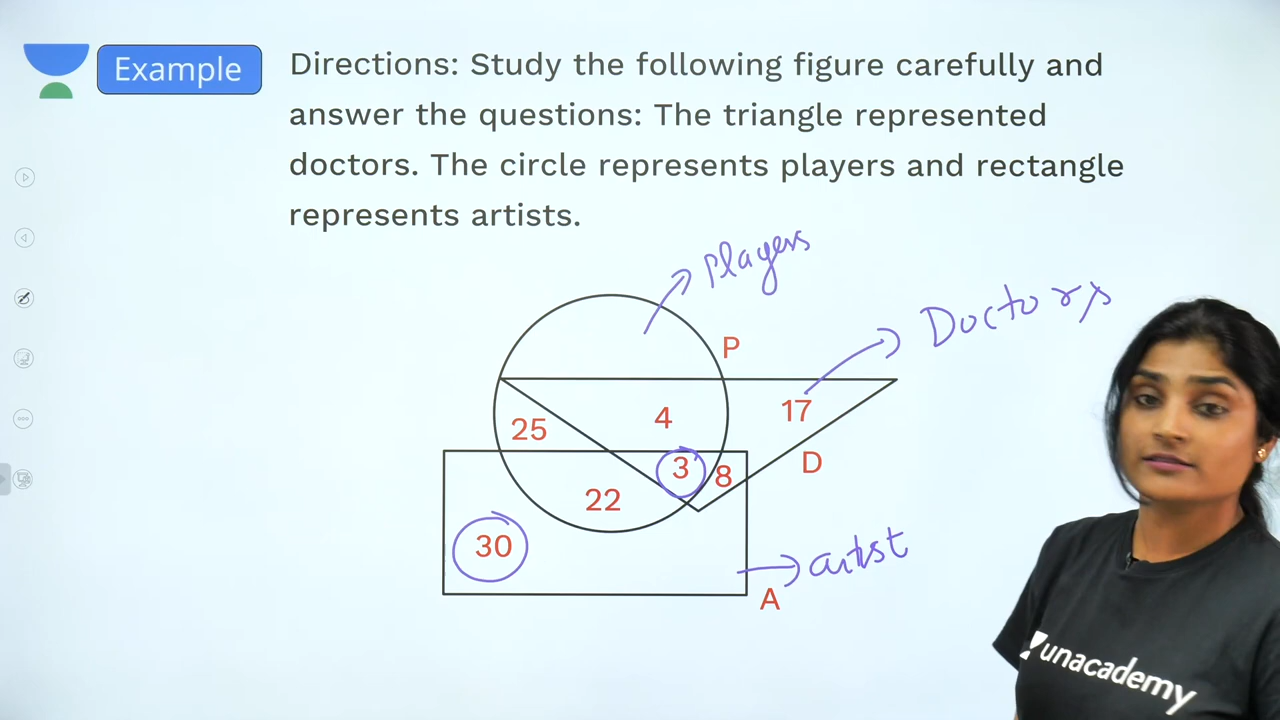 Example
Directions: Study the following figure carefully and
answer the questions: The triangle represented
doctors. The circle represents players and rectangle
represents artists.
Players
Doctors
P
4
17
25
3
8
D
22
30
artist
A
unacademy